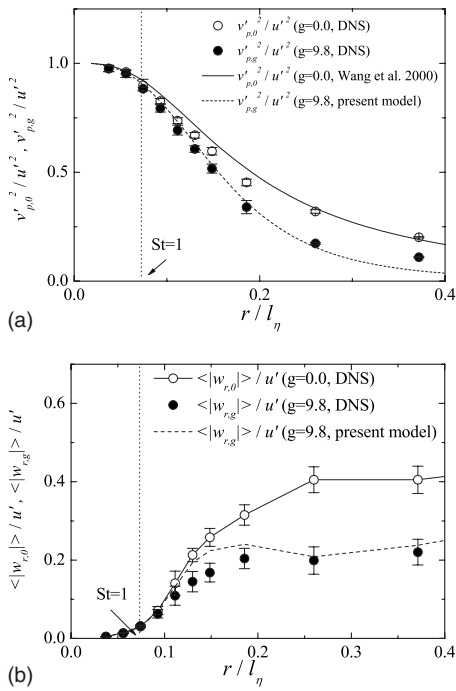 v'p,0² / u'² (g=0.0, DNS)
v'p,g² / u'² (g=9.8, DNS)
v'p,0² / u'² (g=0.0, Wang et al. 2000)
v'p,g² / u'² (g=9.8, present model)
v'p,0² / u'² , v'p,g² / u'²
1.0
0.5
0.0
St=1
0.0 0.2 0.4
r / lη
(a)
<|wr,0|> / u' (g=0.0, DNS)
<|wr,g|> / u' (g=9.8, DNS)
<|wr,g|> / u' (g=9.8, present model)
<|wr,0|> / u' , <|wr,g|> / u'
0.6
0.4
0.2
0.0
St=1
0.0 0.1 0.2 0.3 0.4
r / lη
(b)